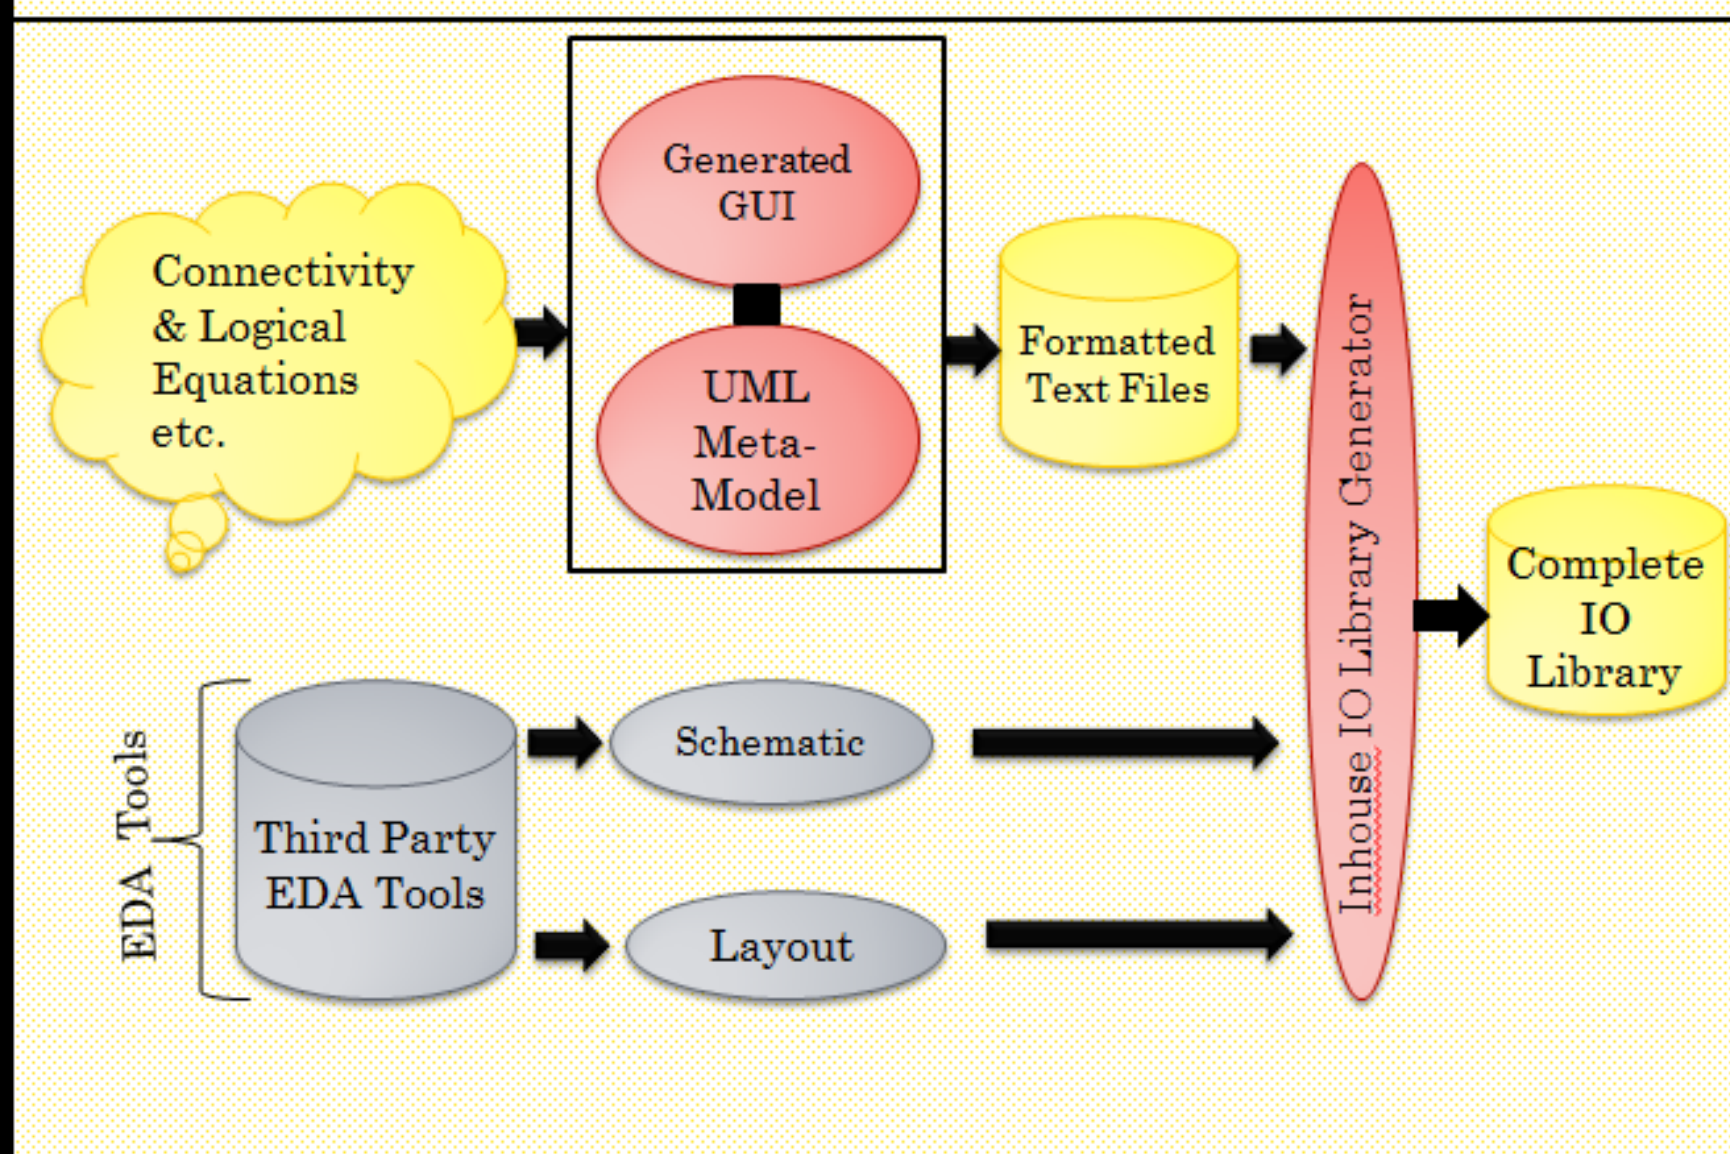 Connectivity
& Logical
Equations
etc.
Generated
GUI
UML
Meta-
Model
Formatted
Text Files
Inhouse IO Library Generator
Complete
IO
Library
EDA Tools
Third Party
EDA Tools
Schematic
Layout